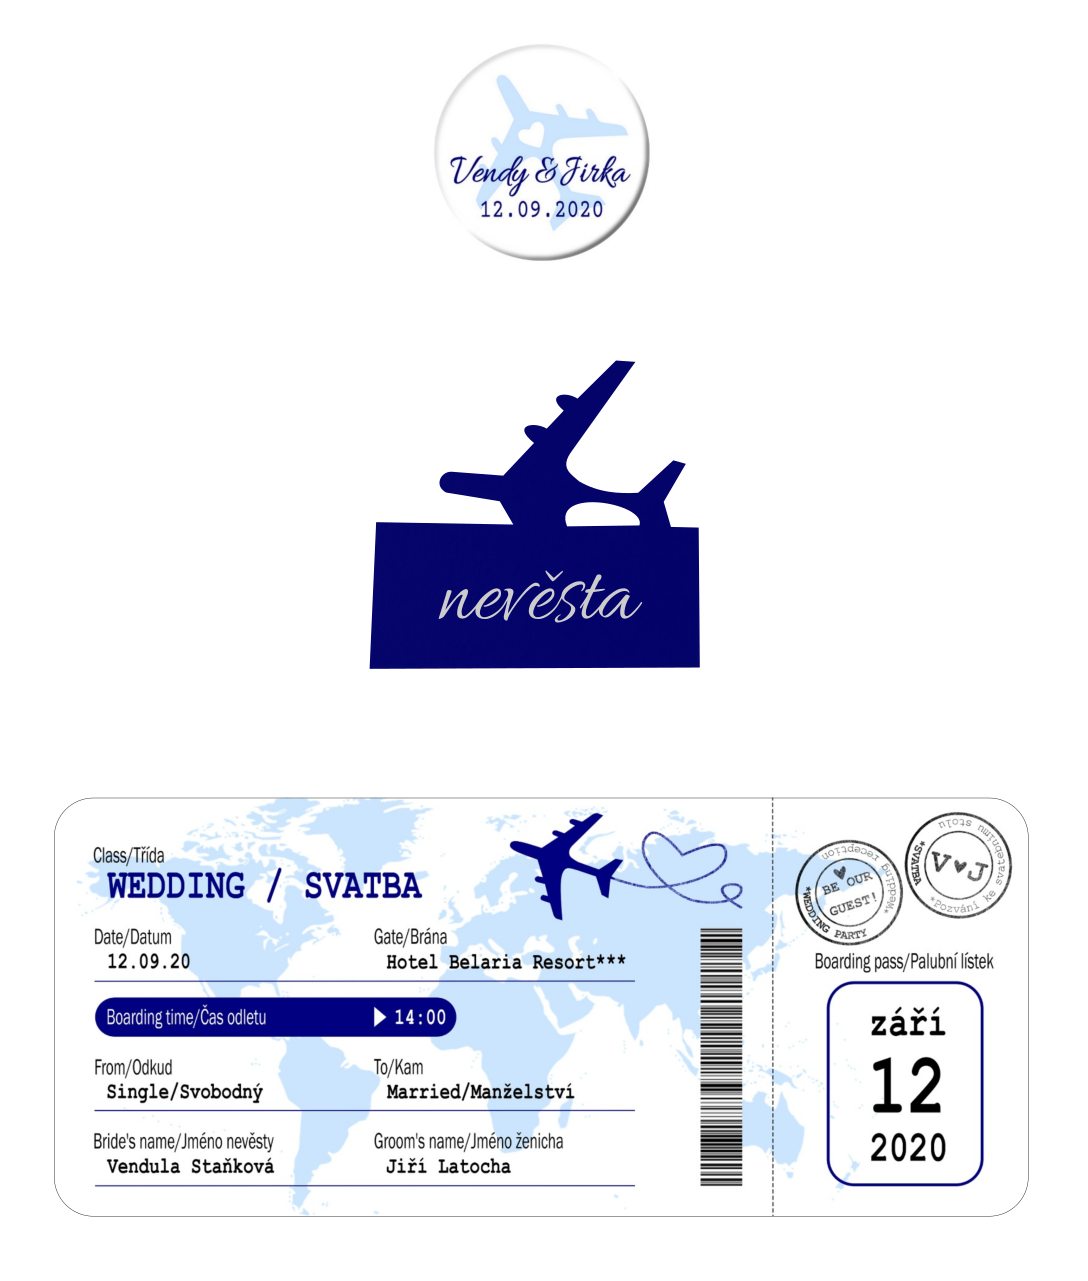 Vendy & Jirka
12.09.2020
nevěsta
Class/Třída
WEDDING / SVATBA
Date/Datum
12.09.20
Gate/Brána
Hotel Belaria Resort***
Boarding time/Čas odletu
14:00
From/Odkud
Single/Svobodný
To/Kam
Married/Manželství
Bride's name/Jméno nevěsty
Vendula Staňková
Groom's name/Jméno ženicha
Jiří Latocha
*Wedding reception
*WEDDING PARTY
BE OUR
GUEST!
*SVATBA
*Pozvání ke svatebnímu stolu
V♥J
Boarding pass/Palubní lístek
září
12
2020